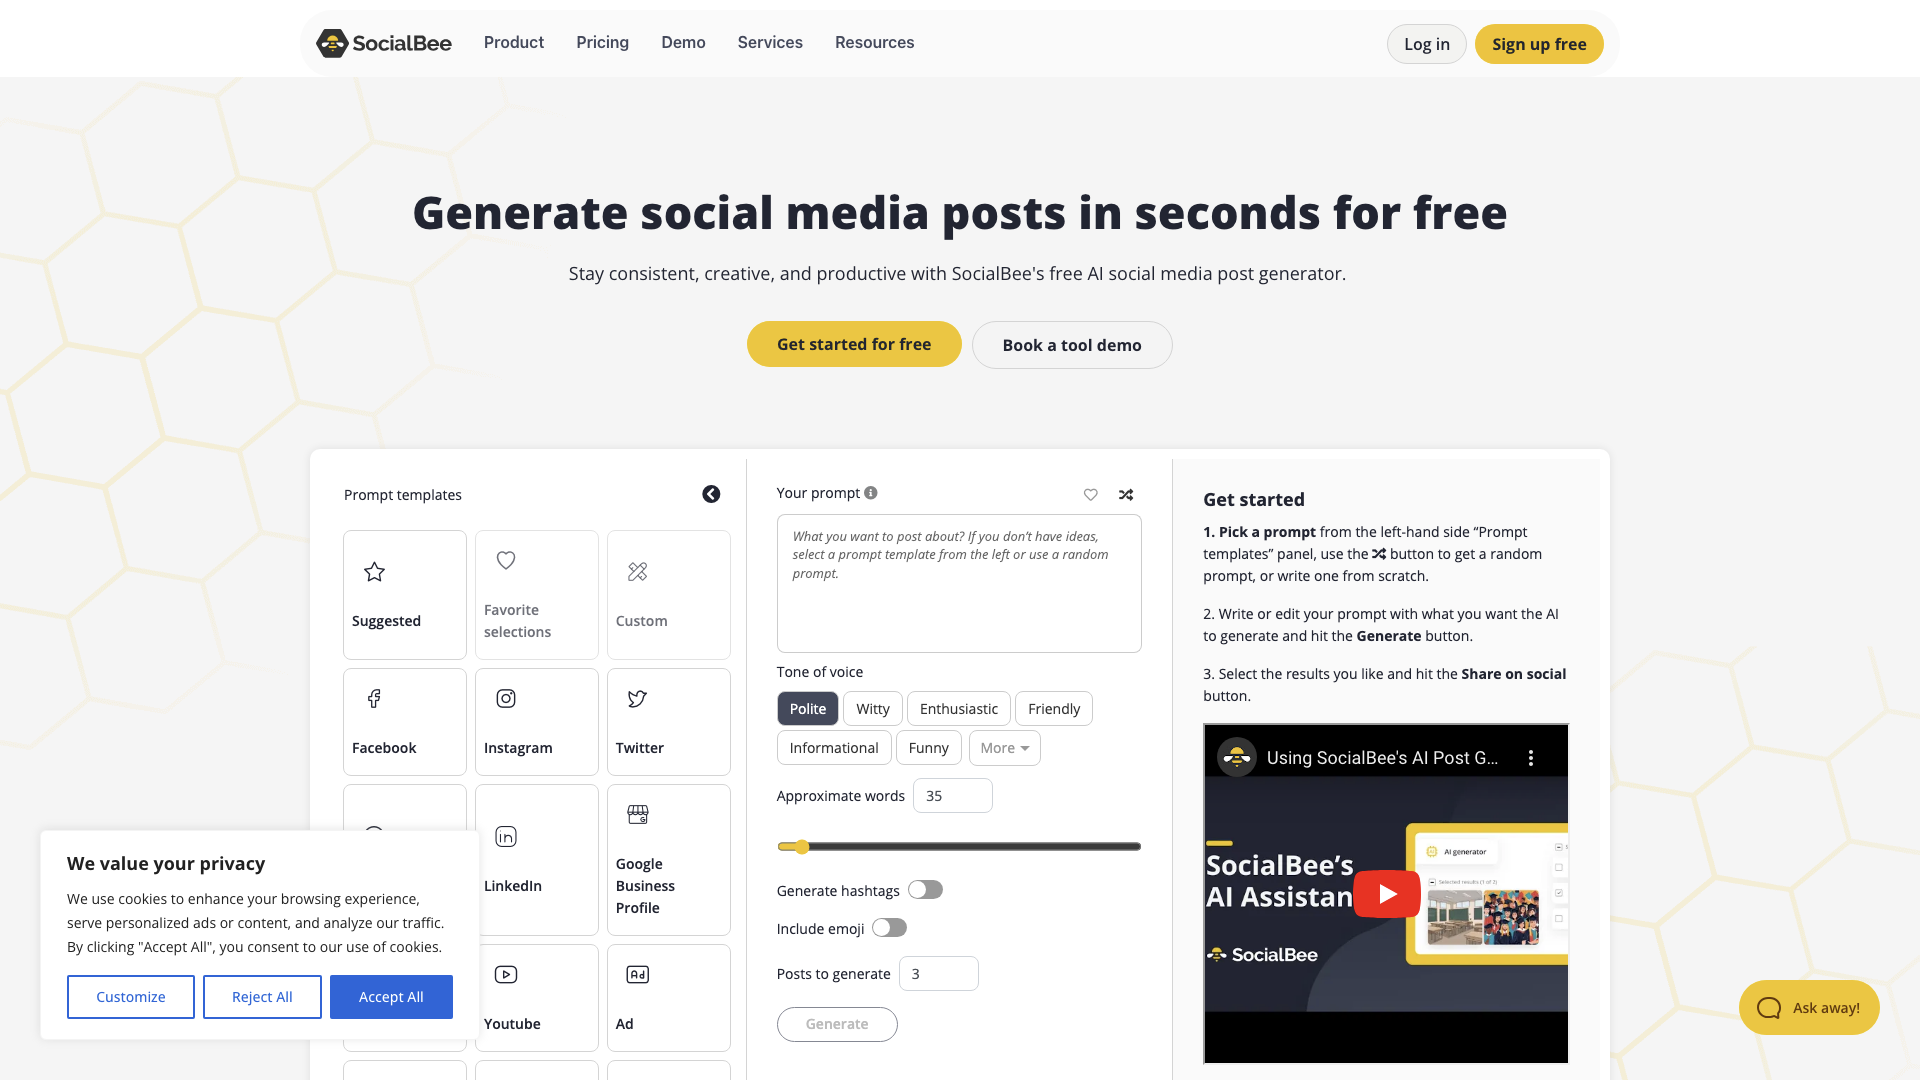 SocialBee
Product
Pricing
Demo
Services
Resources
Log in
Sign up free
Generate social media posts in seconds for free
Stay consistent, creative, and productive with SocialBee's free AI social media post generator.
Get started for free
Book a tool demo
Prompt templates
Suggested
Favorite
selections
Custom
Facebook
Instagram
Twitter
LinkedIn
Google
Business
Profile
Youtube
Ad
Your prompt
What you want to post about? If you don’t have ideas,
select a prompt template from the left or use a random
prompt.
Tone of voice
Polite
Witty
Enthusiastic
Friendly
Informational
Funny
More
Approximate words
35
Generate hashtags
Include emoji
Posts to generate
3
Generate
Get started
1. Pick a prompt from the left-hand side “Prompt
templates” panel, use the button to get a random
prompt, or write one from scratch.
2. Write or edit your prompt with what you want the AI
to generate and hit the Generate button.
3. Select the results you like and hit the Share on social
button.
Using SocialBee's AI Post G...
SocialBee’s
AI Assistan
SocialBee
AI generator
Selected results (1 of 2)
We value your privacy
We use cookies to enhance your browsing experience,
serve personalized ads or content, and analyze our traffic.
By clicking "Accept All", you consent to our use of cookies.
Customize
Reject All
Accept All
Ask away!